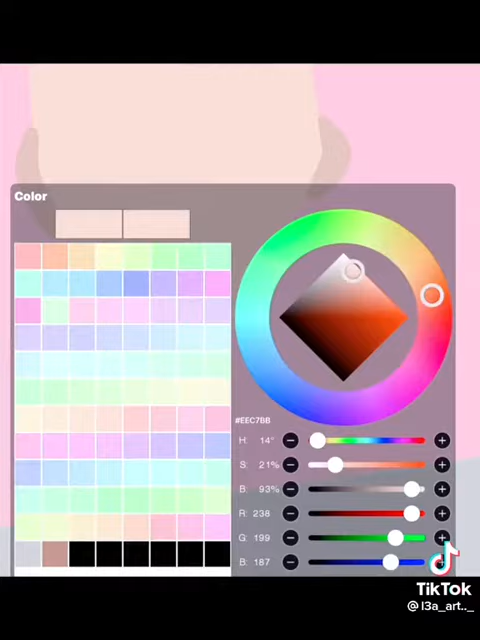 Color
#EEC7BB
H: 14°
S: 21%
B: 93%
R: 238
G: 199
B: 187
TikTok
@l3a_art.._